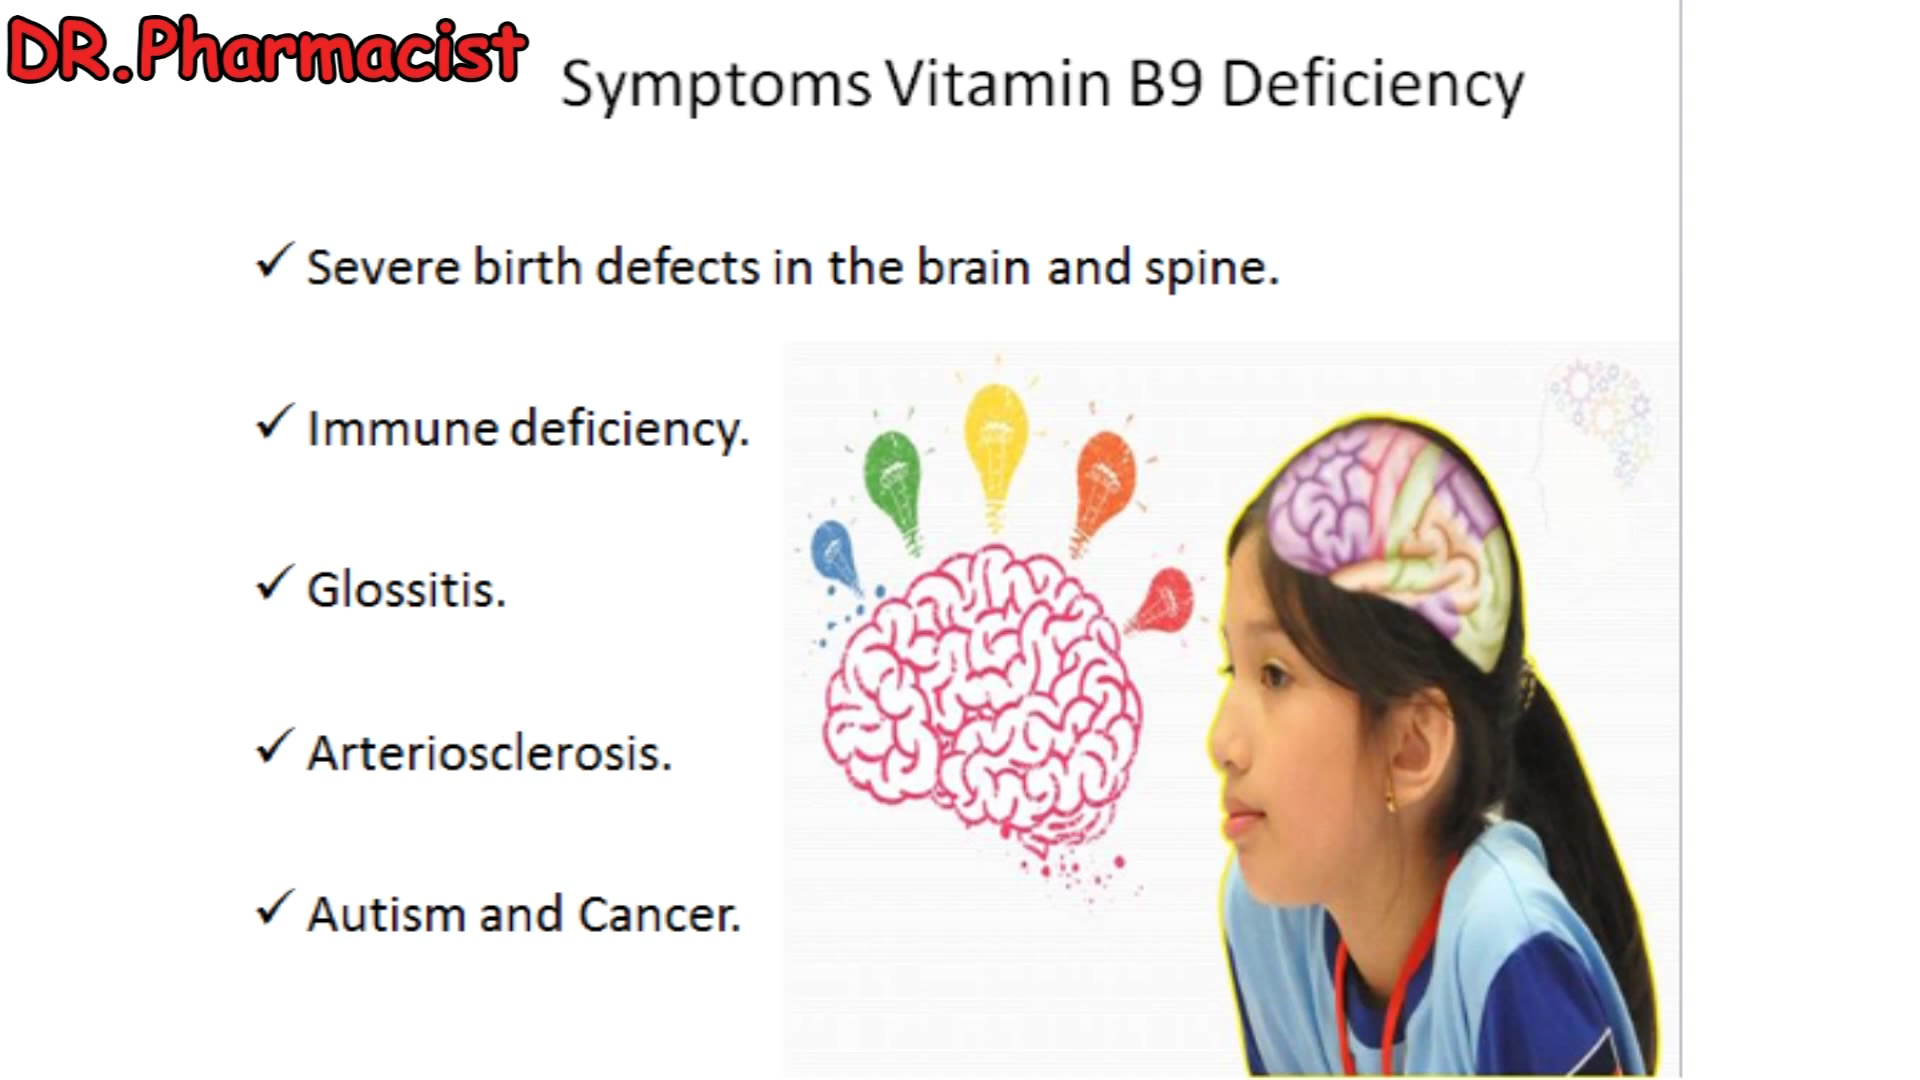 DR.Pharmacist
Symptoms Vitamin B9 Deficiency
✓ Severe birth defects in the brain and spine.
✓ Immune deficiency.
✓ Glossitis.
✓ Arteriosclerosis.
✓ Autism and Cancer.